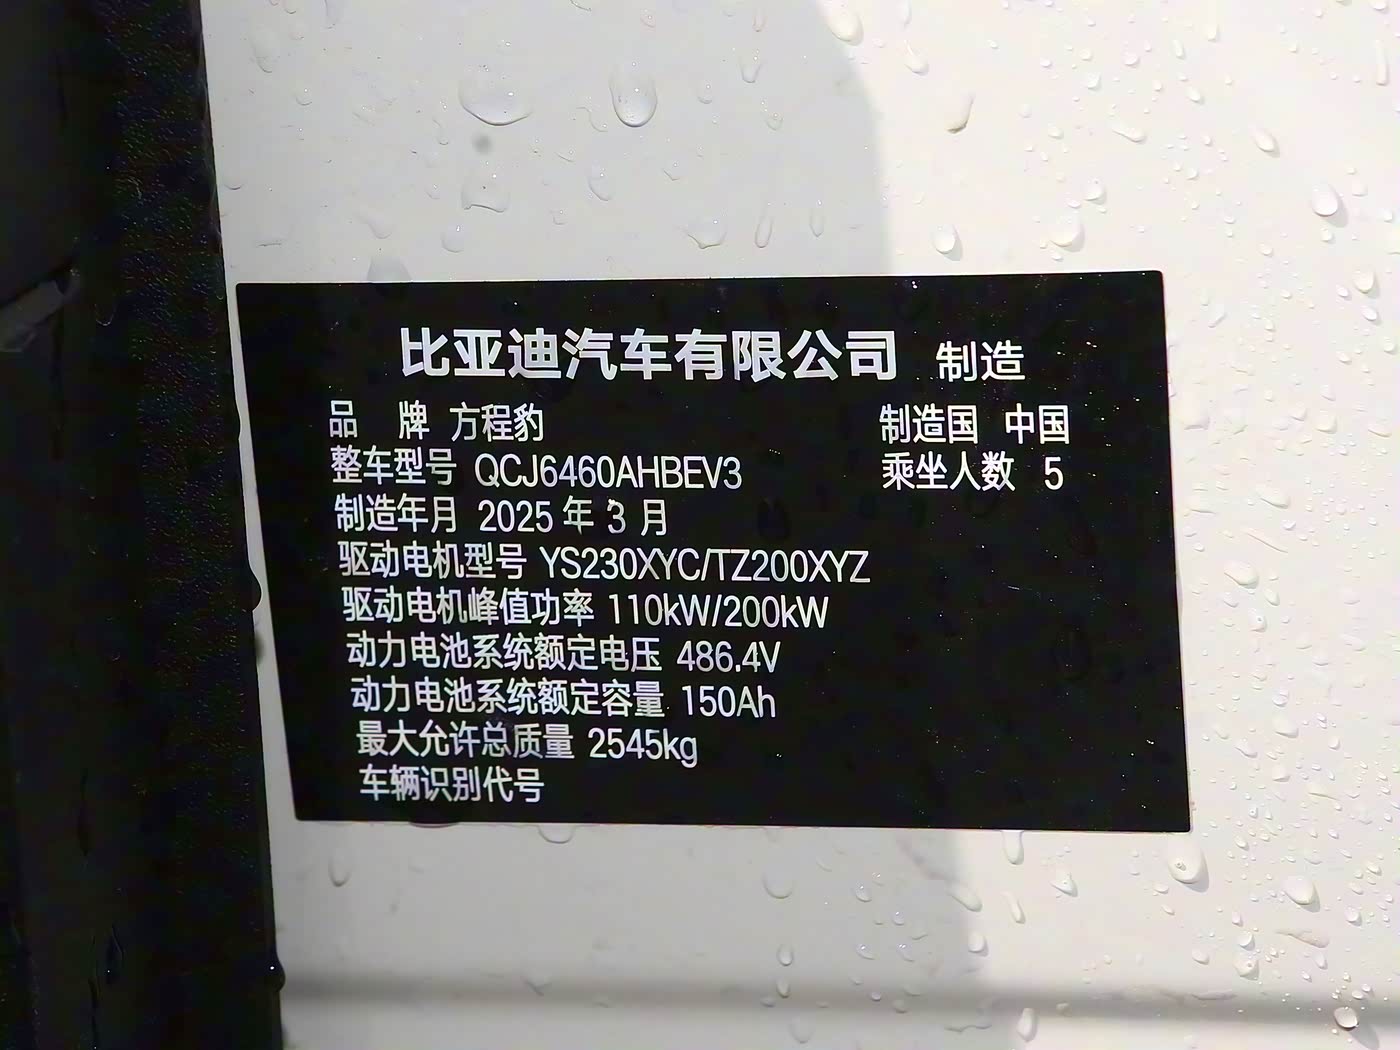 比亚迪汽车有限公司 制造
品 牌 方程豹 制造国 中国
整车型号 QCJ6460AHBEV3 乘坐人数 5
制造年月 2025 年 3 月
驱动电机型号 YS230XYC/TZ200XYZ
驱动电机峰值功率 110kW/200kW
动力电池系统额定电压 486.4V
动力电池系统额定容量 150Ah
最大允许总质量 2545kg
车辆识别代号